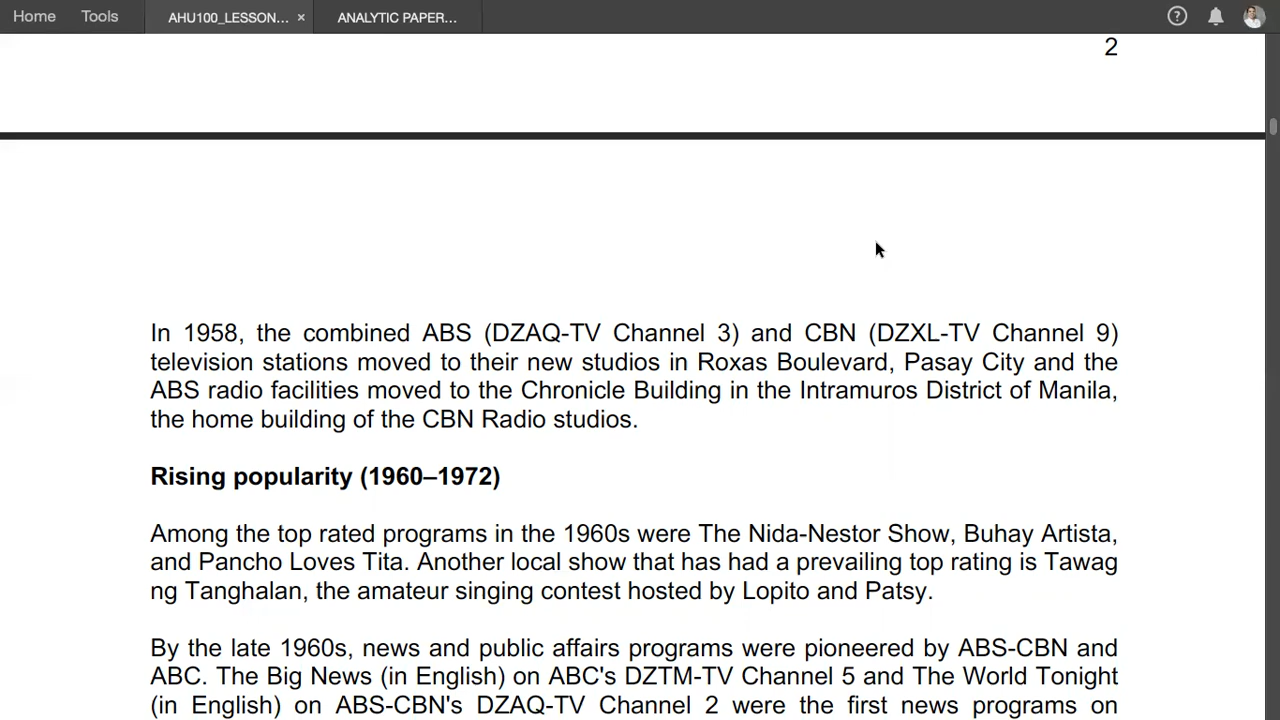 Home Tools AHU100_LESSON... × ANALYTIC PAPER... ?
2
In 1958, the combined ABS (DZAQ-TV Channel 3) and CBN (DZXL-TV Channel 9)
television stations moved to their new studios in Roxas Boulevard, Pasay City and the
ABS radio facilities moved to the Chronicle Building in the Intramuros District of Manila,
the home building of the CBN Radio studios.
Rising popularity (1960–1972)
Among the top rated programs in the 1960s were The Nida-Nestor Show, Buhay Artista,
and Pancho Loves Tita. Another local show that has had a prevailing top rating is Tawag
ng Tanghalan, the amateur singing contest hosted by Lopito and Patsy.
By the late 1960s, news and public affairs programs were pioneered by ABS-CBN and
ABC. The Big News (in English) on ABC's DZTM-TV Channel 5 and The World Tonight
(in English) on ABS-CBN's DZAQ-TV Channel 2 were the first news programs on